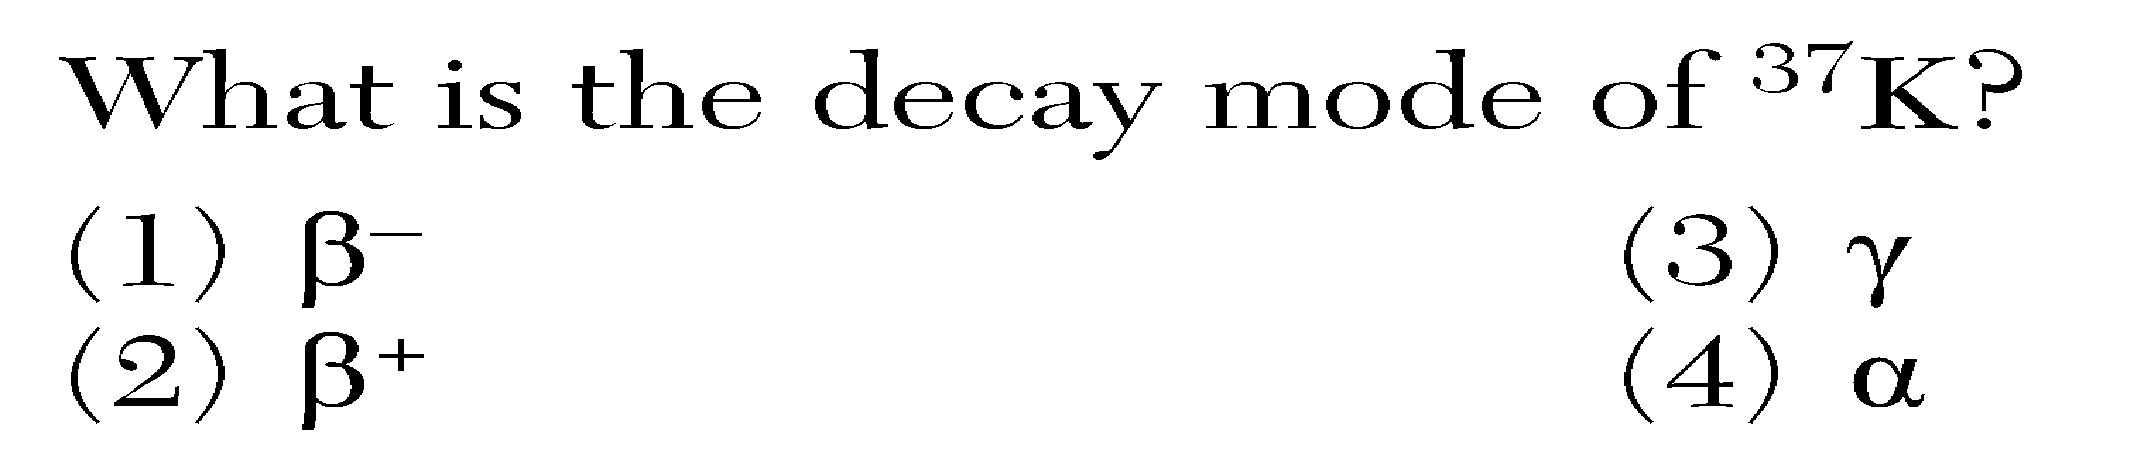 What is the decay mode of ³⁷K?
(1) β⁻ (3) γ
(2) β⁺ (4) α